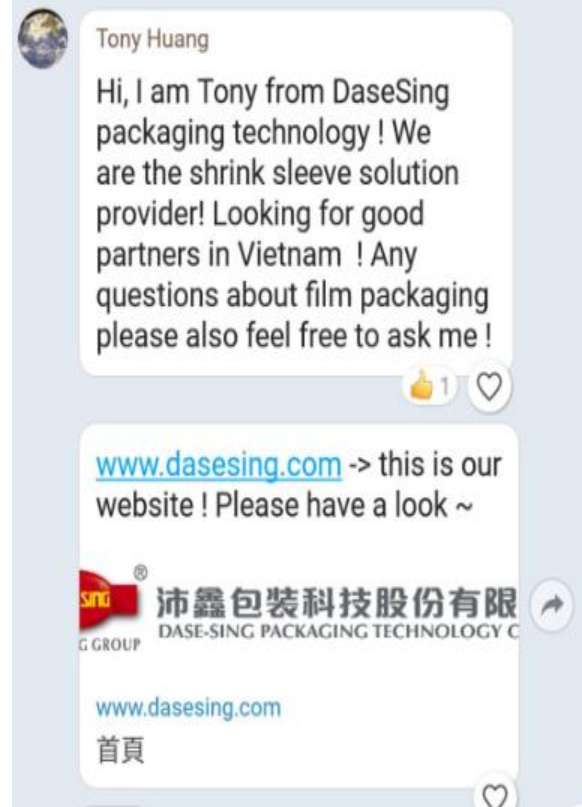 Tony Huang
Hi, I am Tony from DaseSing
packaging technology ! We
are the shrink sleeve solution
provider! Looking for good
partners in Vietnam ! Any
questions about film packaging
please also feel free to ask me !
1
www.dasesing.com -> this is our
website ! Please have a look ~
SING ®
G GROUP
沛鑫包裝科技股份有限
DASE-SING PACKAGING TECHNOLOGY C
www.dasesing.com
首頁